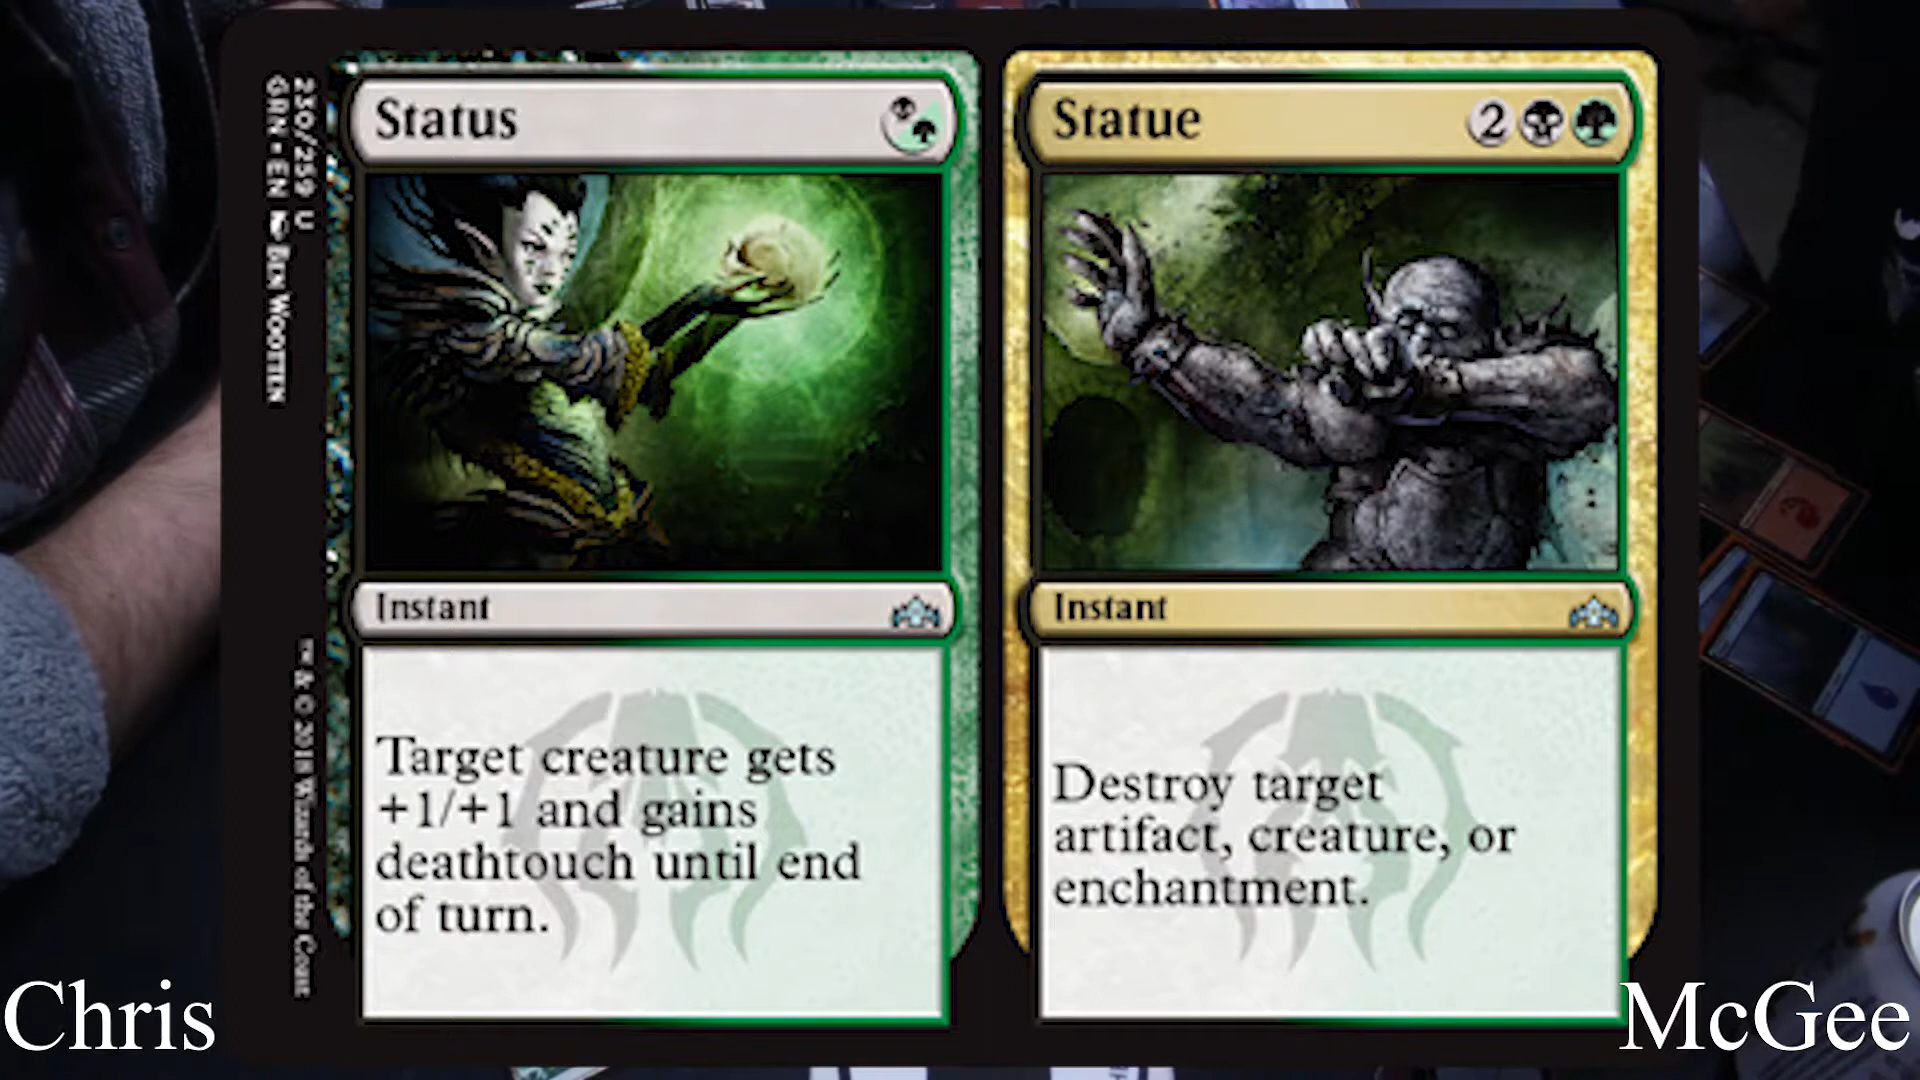 Status
Instant
Target creature gets
+1/+1 and gains
deathtouch until end
of turn.
Statue
2
Instant
Destroy target
artifact, creature, or
enchantment.
230/259 U
GRN • EN BEN WOOTTEN
™ & © 2018 Wizards of the Coast
Chris
McGee